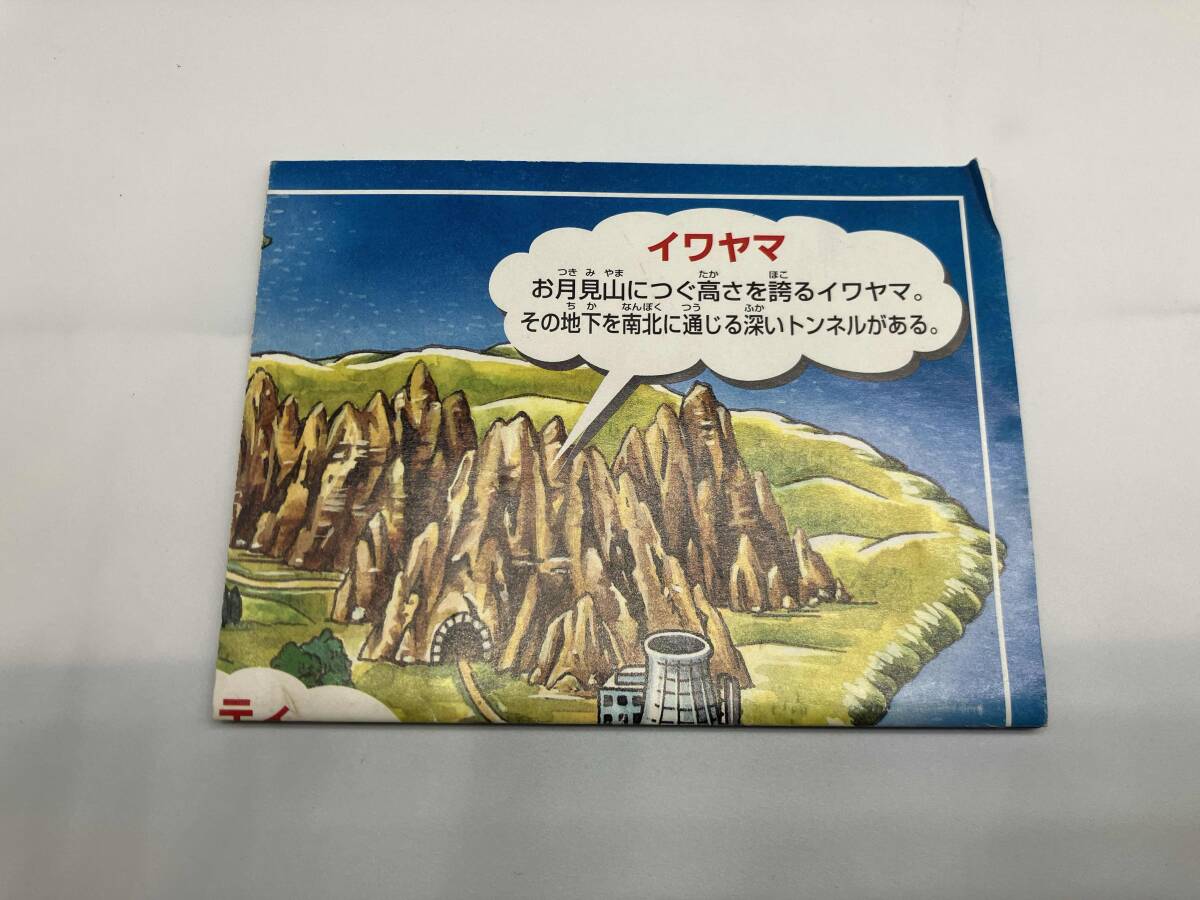 イワヤマ
お月見山につぐ高さを誇るイワヤマ。
その地下を南北に通じる深いトンネルがある。
ティ